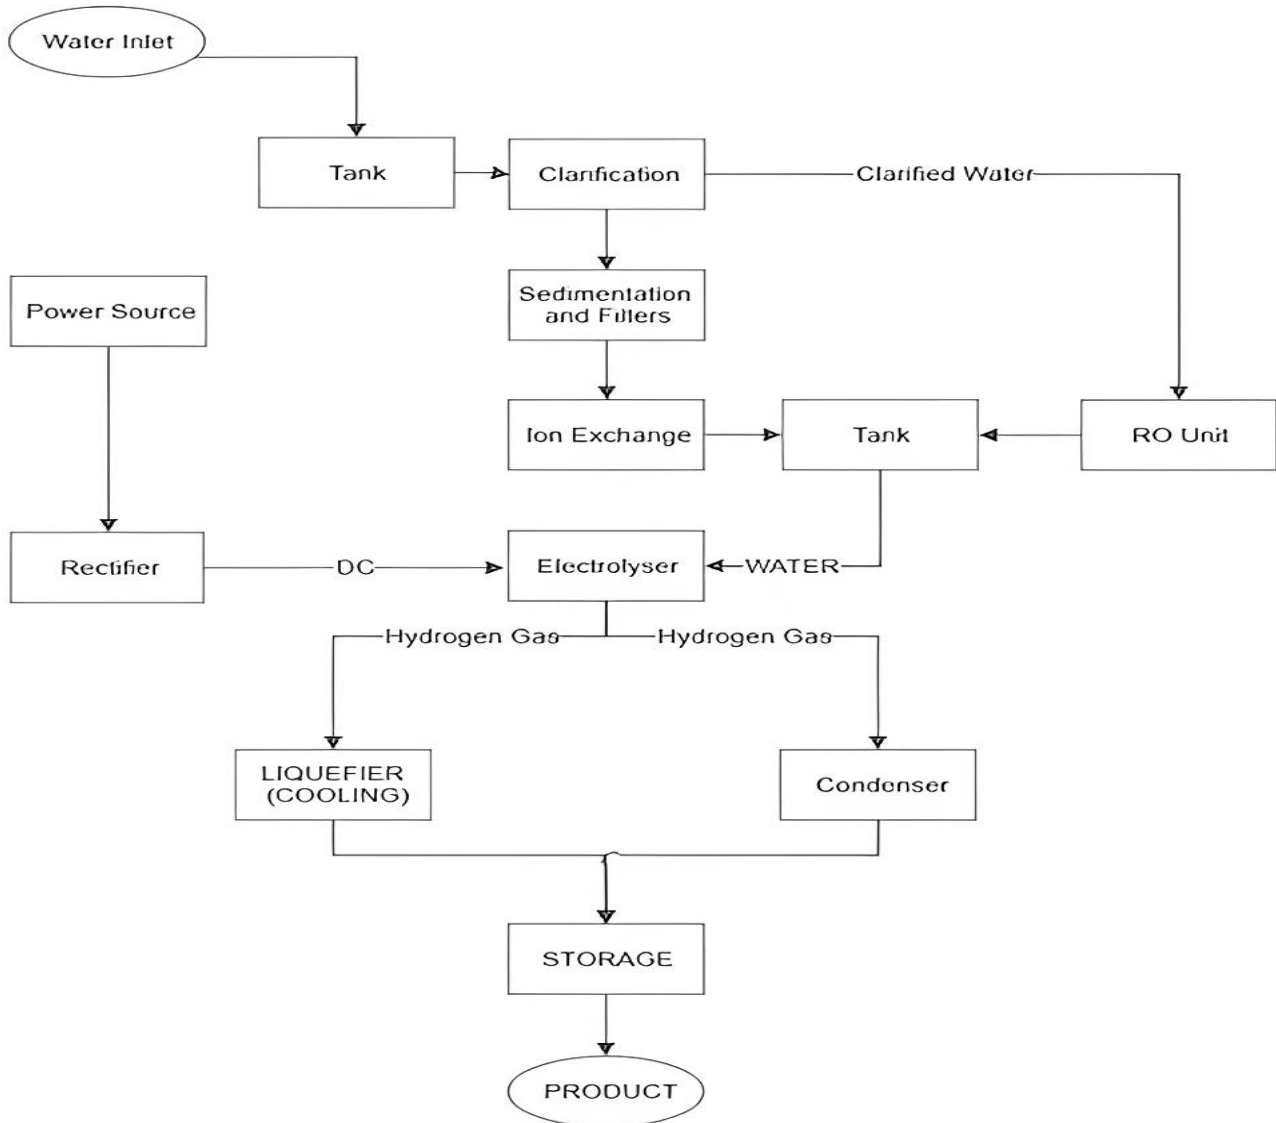 Water Inlet
Tank
Clarification
Clarified Water
Power Source
Sedimentation
and Filters
Ion Exchange
Tank
RO Unit
Rectifier
DC
Electrolyser
WATER
Hydrogen Gas
Hydrogen Gas
LIQUEFIER
(COOLING)
Condenser
STORAGE
PRODUCT